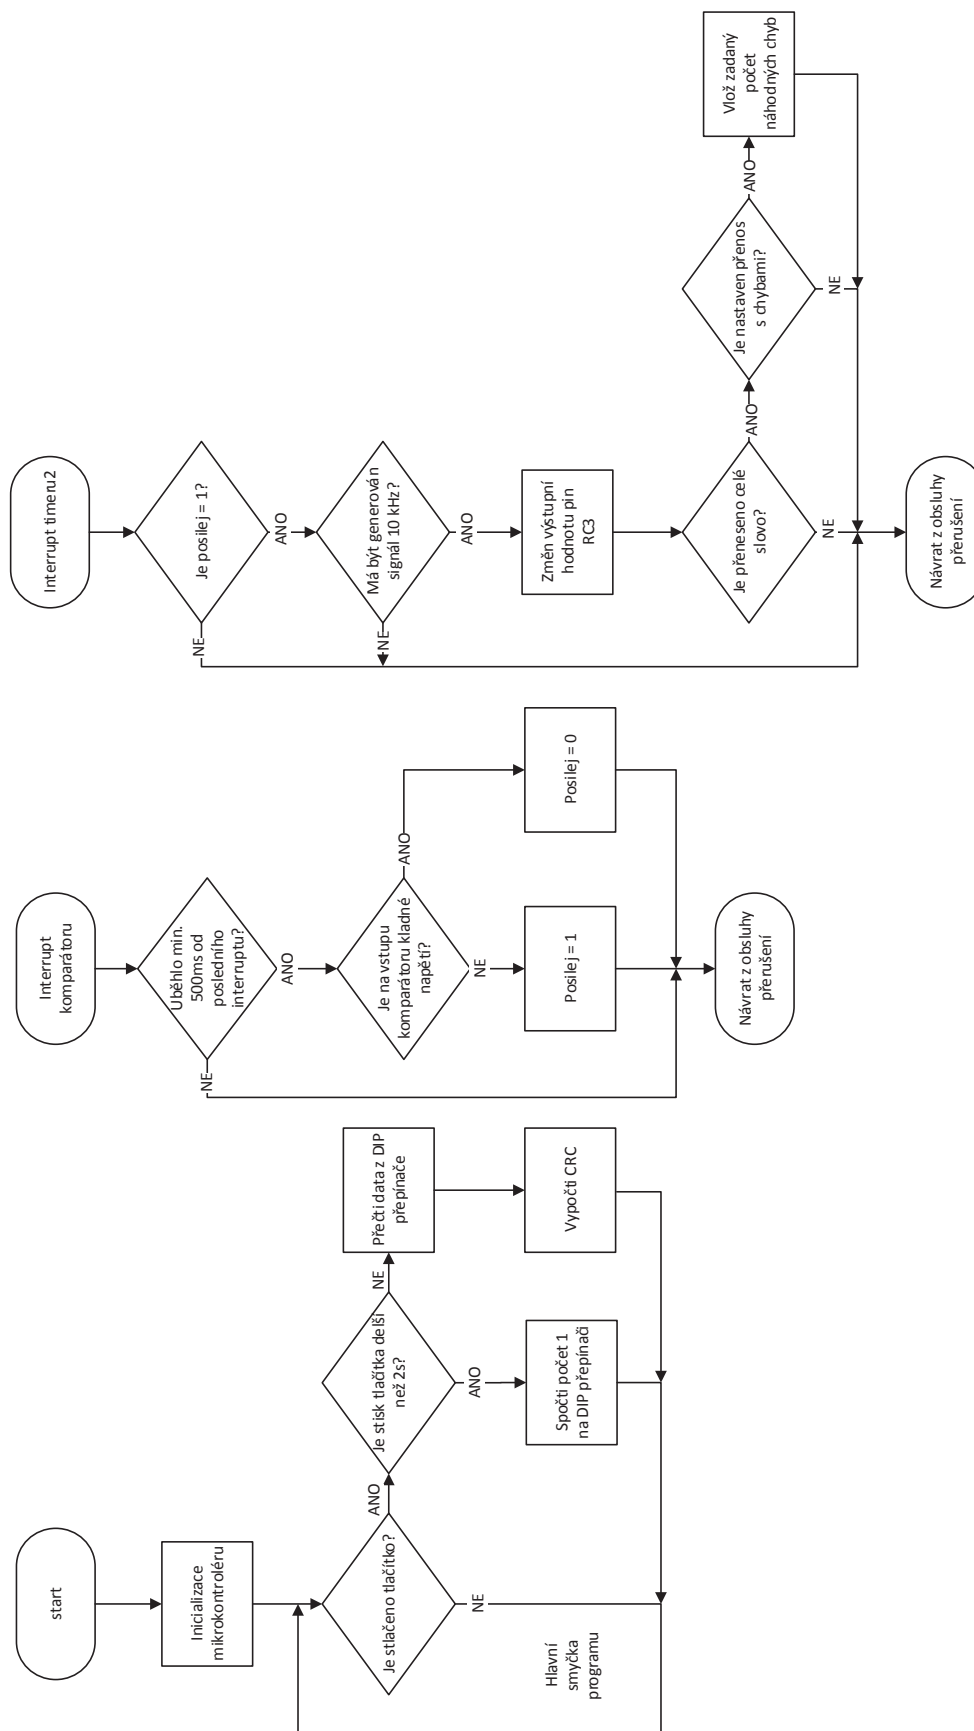 start
Inicializace
mikrokontroléru
Je stlačeno tlačítko?
ANO
NE
Je stisk tlačítka delší
než 2s?
NE
ANO
Přečti data z DIP
přepínače
Vypočti CRC
Spočti počet 1
na DIP přepínači
Hlavní
smyčka
programu
Interrupt
komparátoru
Uběhlo min.
500ms od
posledního
interruptu?
NE
ANO
Je na vstupu
komparátoru kladné
napětí?
ANO
NE
Posilej = 1
Posilej = 0
Návrat z obsluhy
přerušení
Interrupt timeru2
Je posilej = 1?
NE
ANO
Má být generován
signál 10 kHz?
NE
ANO
Změn výstupní
hodnotu pin
RC3
Je přeneseno celé
slovo?
ANO
NE
Je nastaven přenos
s chybami?
ANO
NE
Vlož zadaný
počet
náhodných chyb
Návrat z obsluhy
přerušení